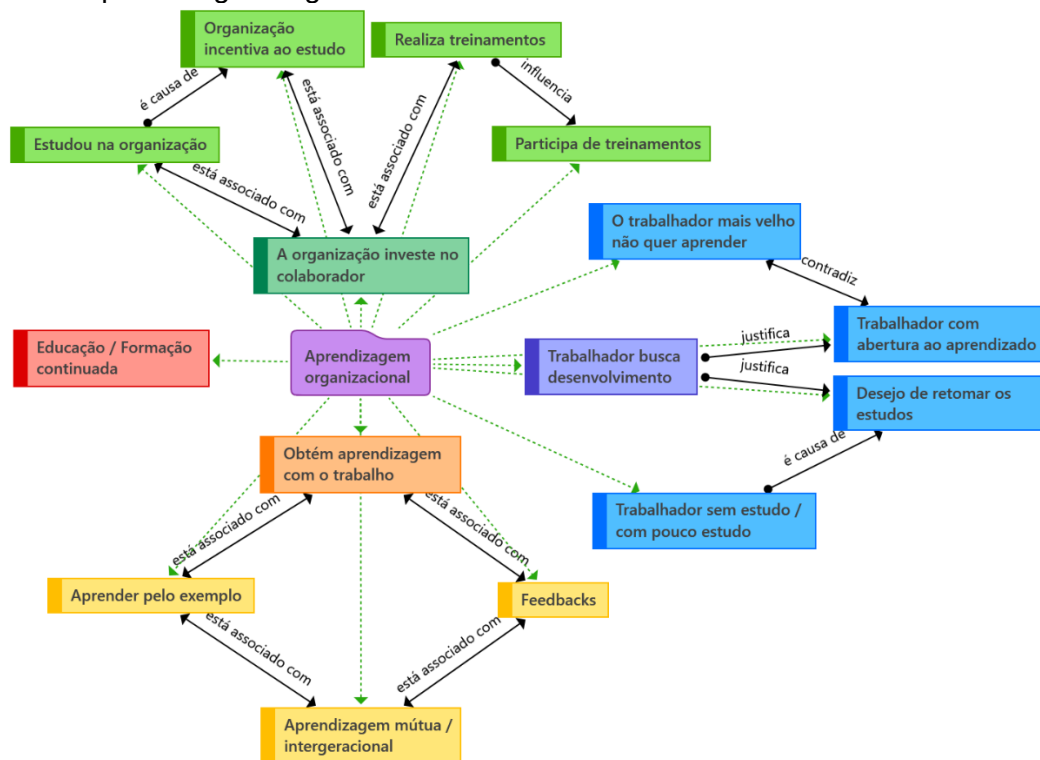 Organização
incentiva ao estudo
Realiza treinamentos
é causa de
está associado com
está associado com
influencia
Estudou na organização
Participa de treinamentos
está associado com
O trabalhador mais velho
não quer aprender
A organização investe no
colaborador
contradiz
Educação / Formação
continuada
Aprendizagem
organizacional
Trabalhador busca
desenvolvimento
justifica
justifica
Trabalhador com
abertura ao aprendizado
Desejo de retomar os
estudos
é causa de
Obtém aprendizagem
com o trabalho
Trabalhador sem estudo /
com pouco estudo
está associado com
está associado com
Aprender pelo exemplo
Feedbacks
está associado com
está associado com
Aprendizagem mútua /
intergeracional